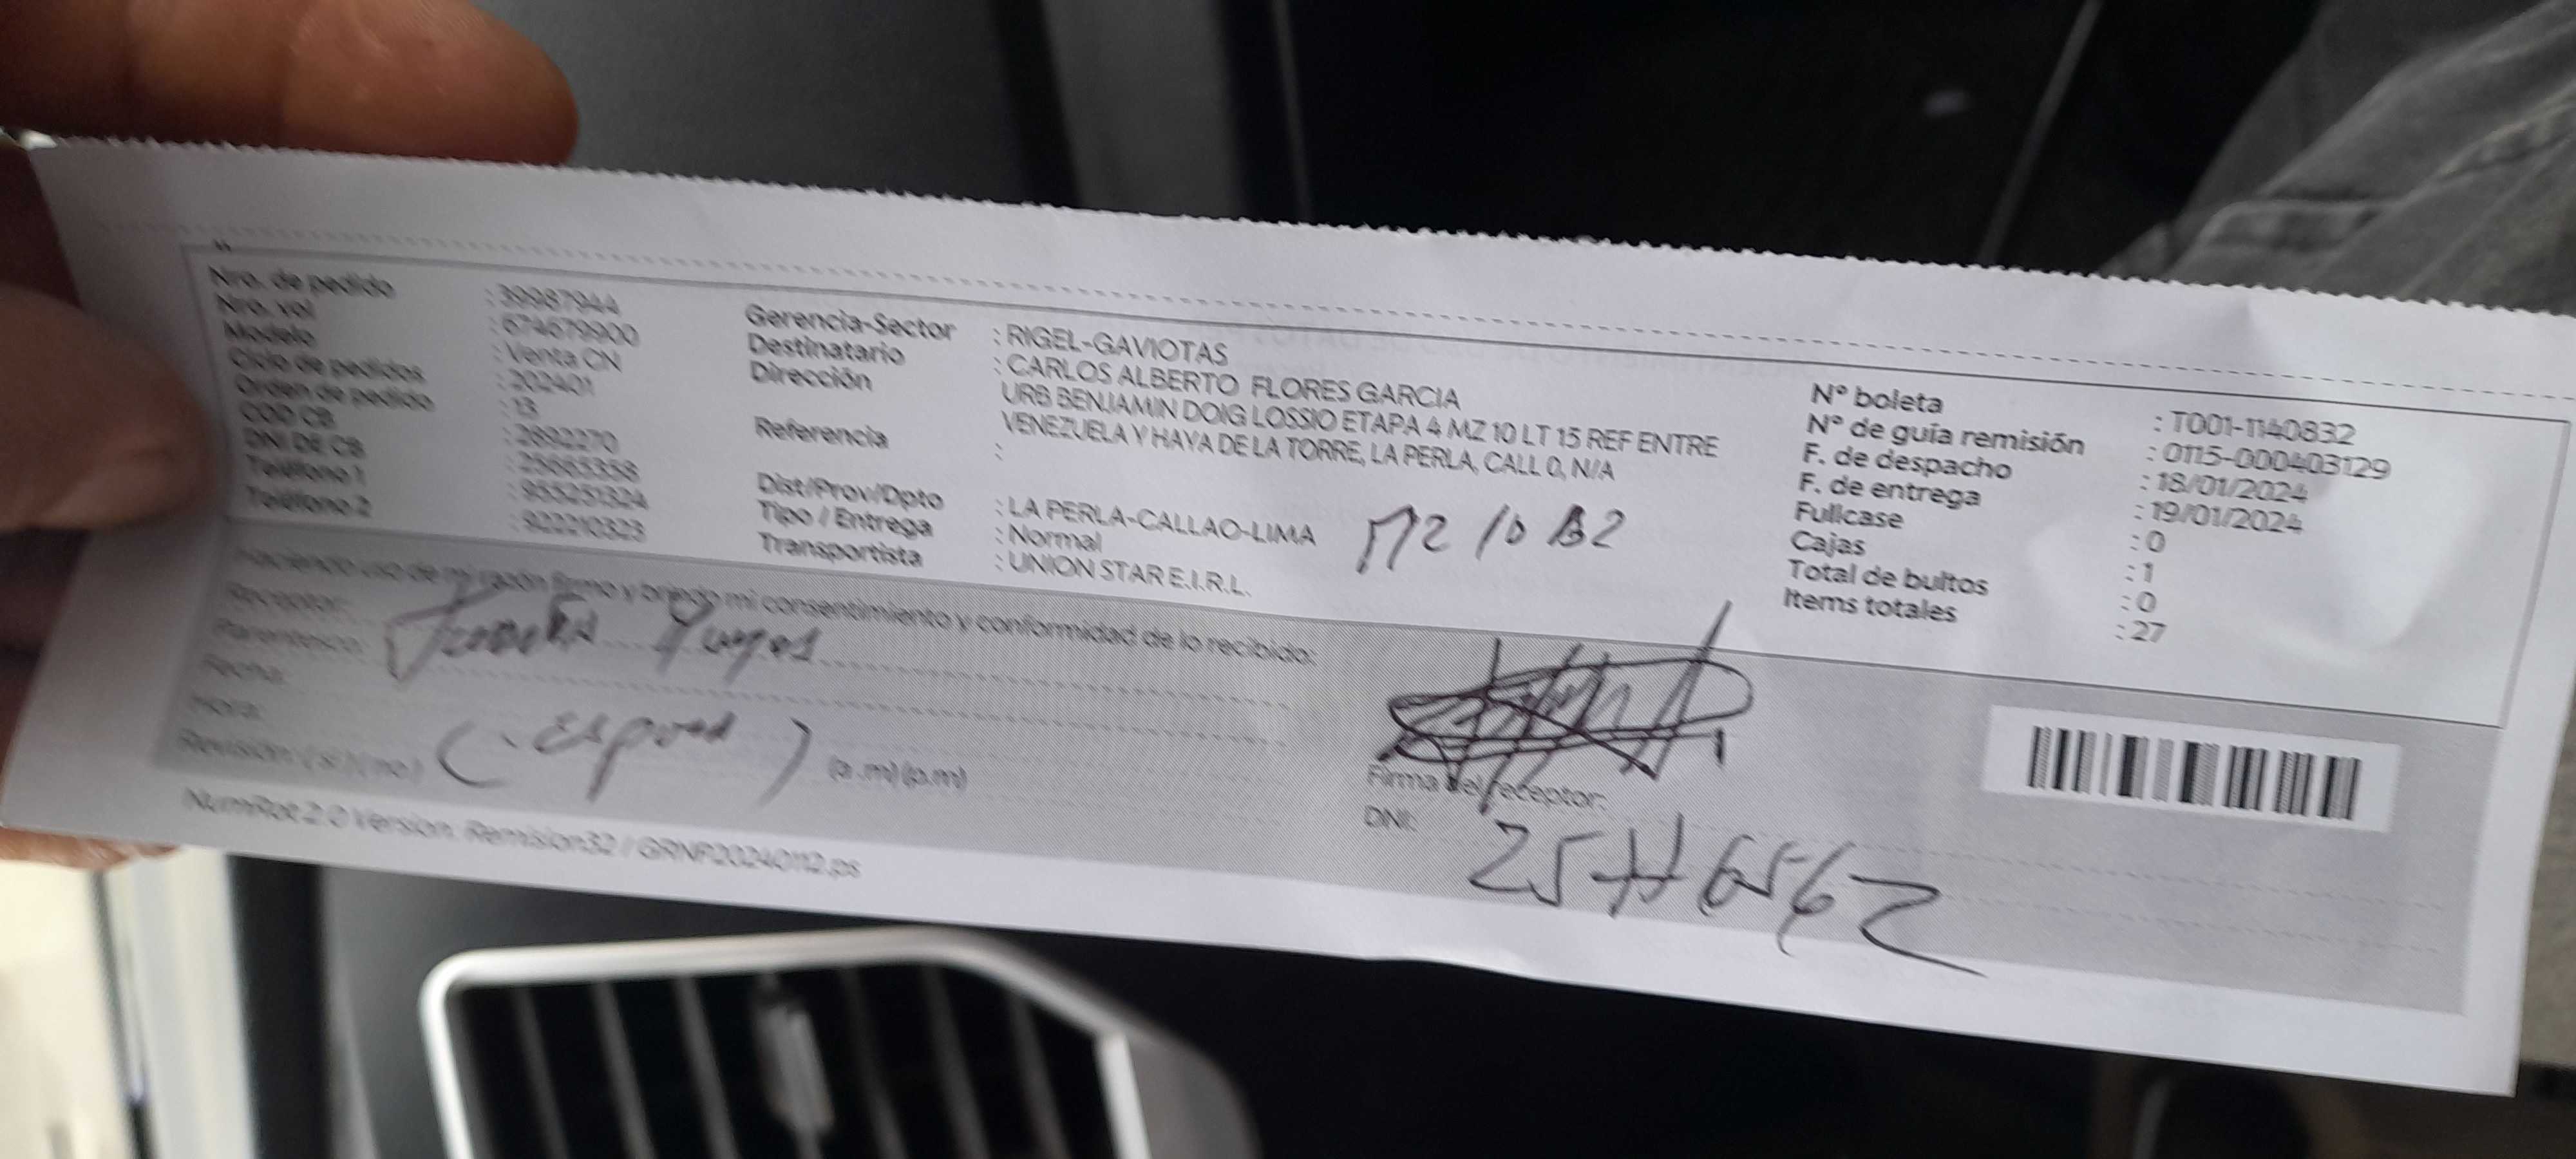 Nro. de pedido : 39987944
Nro. vol : 674679900
Modelo : Venta CN
Ciclo de pedidos : 202401
Orden de pedido : 13
COD CB : 2692270
DNI DE CB : 25665358
Teléfono 1 : 955251324
Teléfono 2 : 922210323
Gerencia-Sector : RIGEL-GAVIOTAS
Destinatario : CARLOS ALBERTO FLORES GARCIA
Dirección URB BENJAMIN DOIG LOSSIO ETAPA 4 MZ 10 LT 15 REF ENTRE
VENEZUELA Y HAYA DE LA TORRE, LA PERLA, CALL 0, N/A
Referencia :
Dist/Prov/Dpto : LA PERLA-CALLAO-LIMA
Tipo / Entrega : Normal
Transportista : UNION STAR E.I.R.L.
MZ 10 B2
N° boleta : T001-1140832
N° de guía remisión : 0115-000403129
F. de despacho : 18/01/2024
F. de entrega : 19/01/2024
Fullcase : 0
Cajas : 1
Total de bultos : 0
Items totales : 27
Haciendo uso de mi razón firmo y brindo mi consentimiento y conformidad de lo recibido:
Receptor:
Parentesco:
Fecha:
Hora: (a .m) (p.m)
Revisión: ( si ) ( no )
Firma del receptor:
DNI:
NumRot 2.0 Version. Remision32 / GRNP20240112.ps